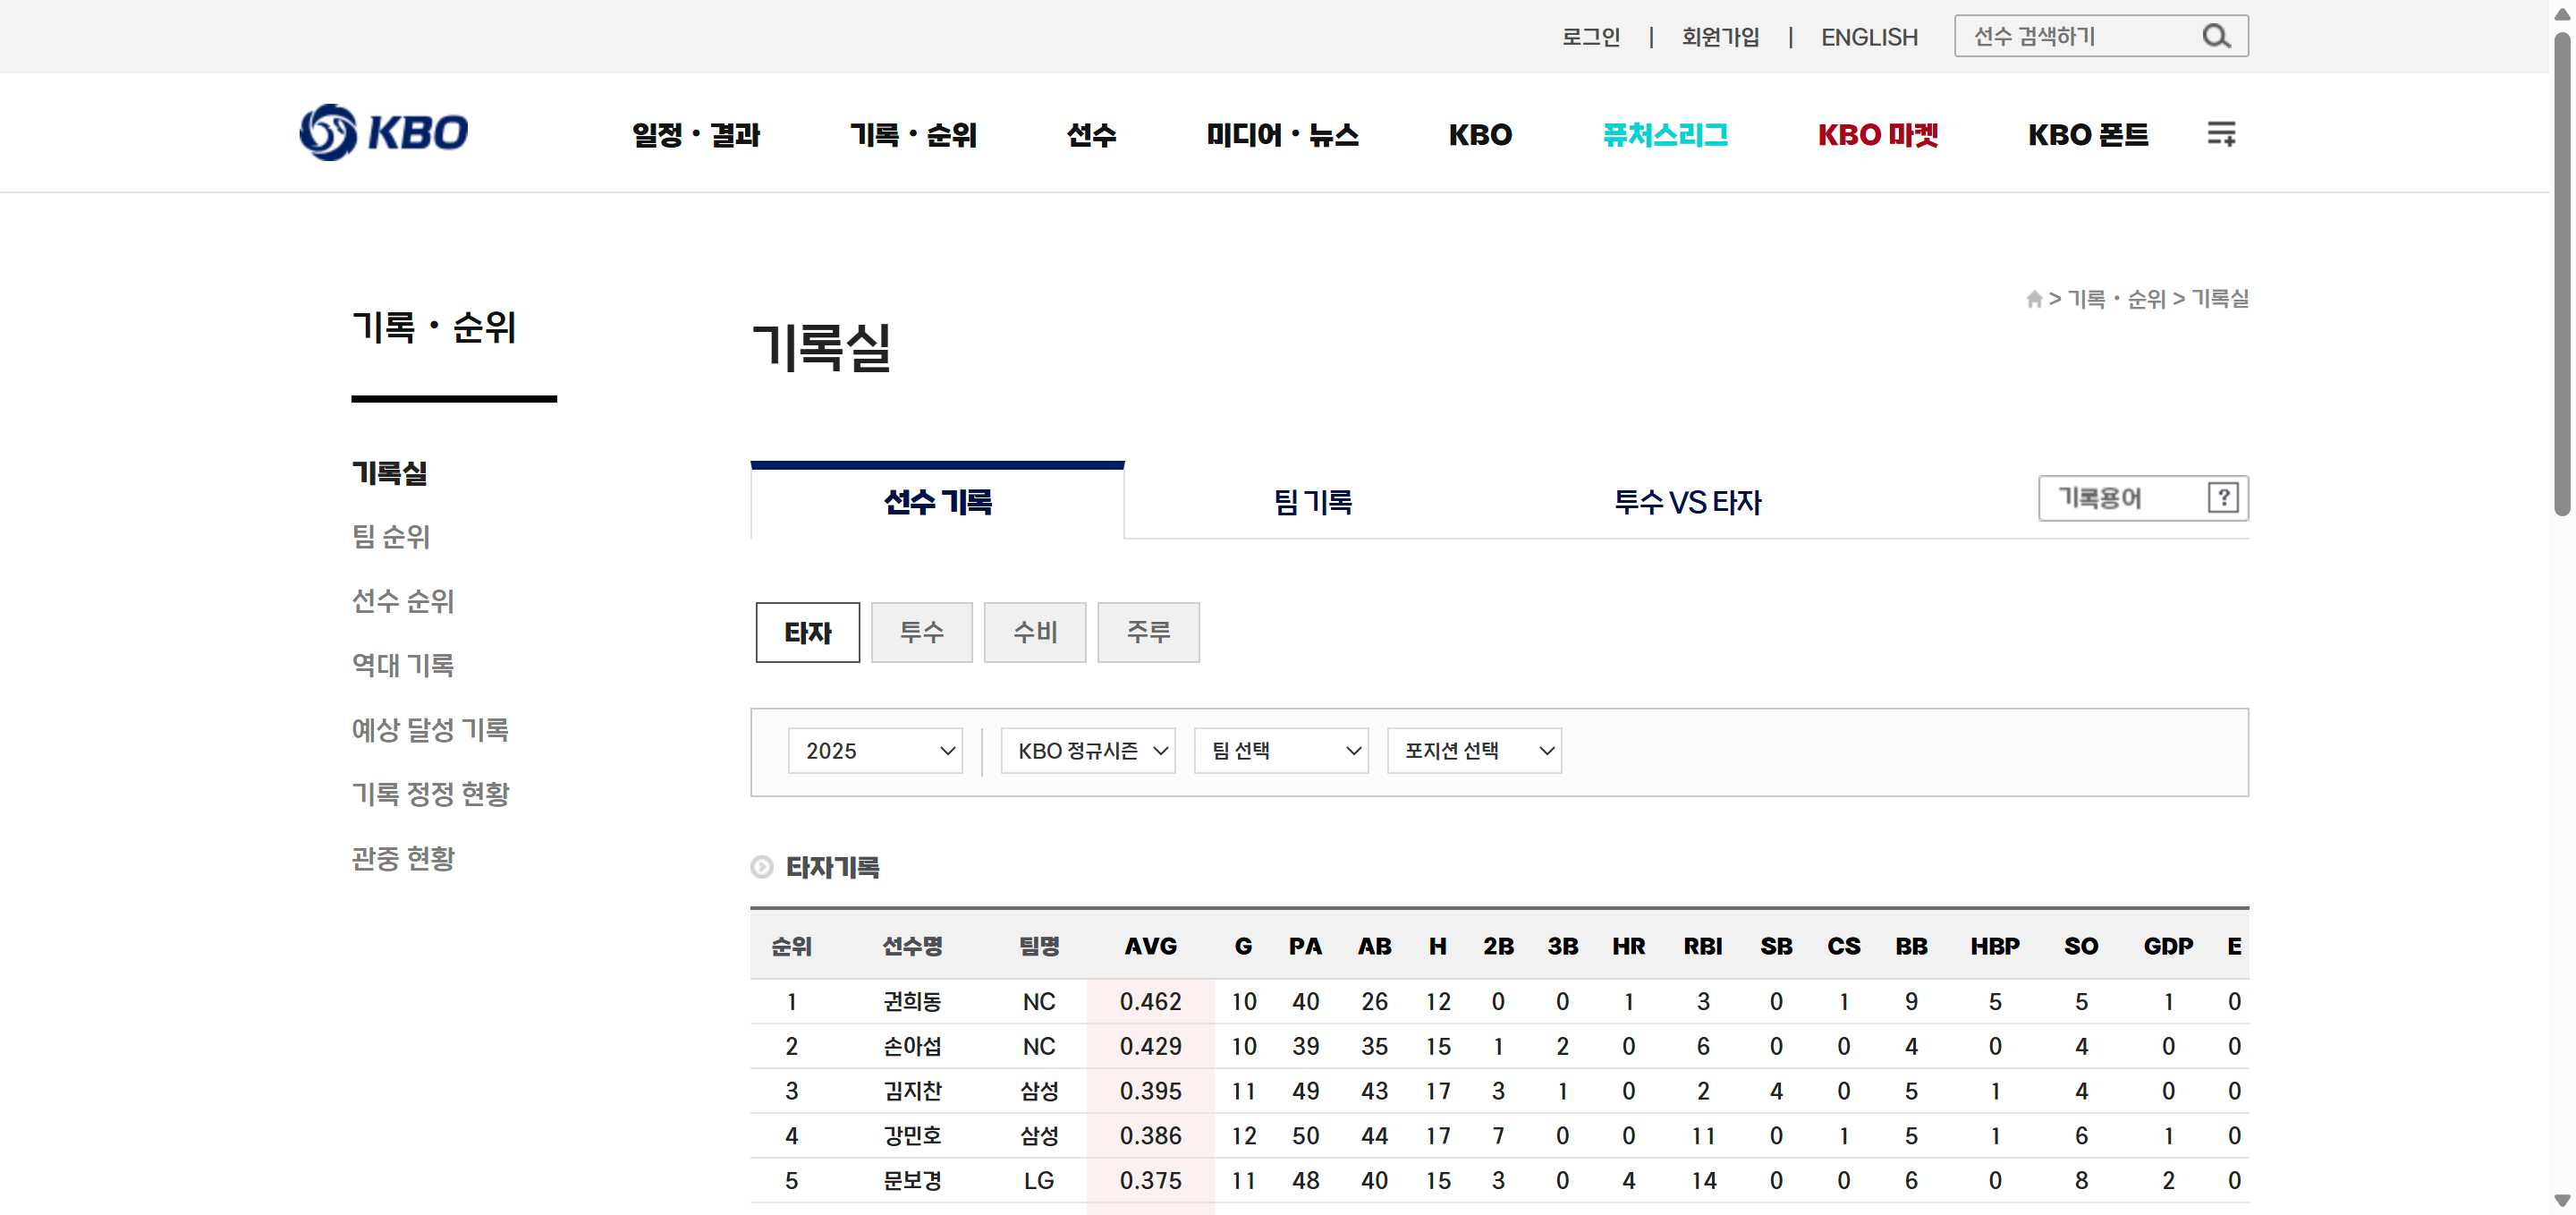 로그인 | 회원가입 | ENGLISH 선수 검색하기
KBO 일정・결과 기록・순위 선수 미디어・뉴스 KBO 퓨처스리그 KBO 마켓 KBO 폰트
> 기록・순위 > 기록실
기록・순위
기록실
팀 순위
선수 순위
역대 기록
예상 달성 기록
기록 정정 현황
관중 현황
기록실
선수 기록 팀 기록 투수 VS 타자 기록용어 ?
타자 투수 수비 주루
2025 KBO 정규시즌 팀 선택 포지션 선택
타자기록
순위 선수명 팀명 AVG G PA AB H 2B 3B HR RBI SB CS BB HBP SO GDP E
1 권희동 NC 0.462 10 40 26 12 0 0 1 3 0 1 9 5 5 1 0
2 손아섭 NC 0.429 10 39 35 15 1 2 0 6 0 0 4 0 4 0 0
3 김지찬 삼성 0.395 11 49 43 17 3 1 0 2 4 0 5 1 4 0 0
4 강민호 삼성 0.386 12 50 44 17 7 0 0 11 0 1 5 1 6 1 0
5 문보경 LG 0.375 11 48 40 15 3 0 4 14 0 0 6 0 8 2 0